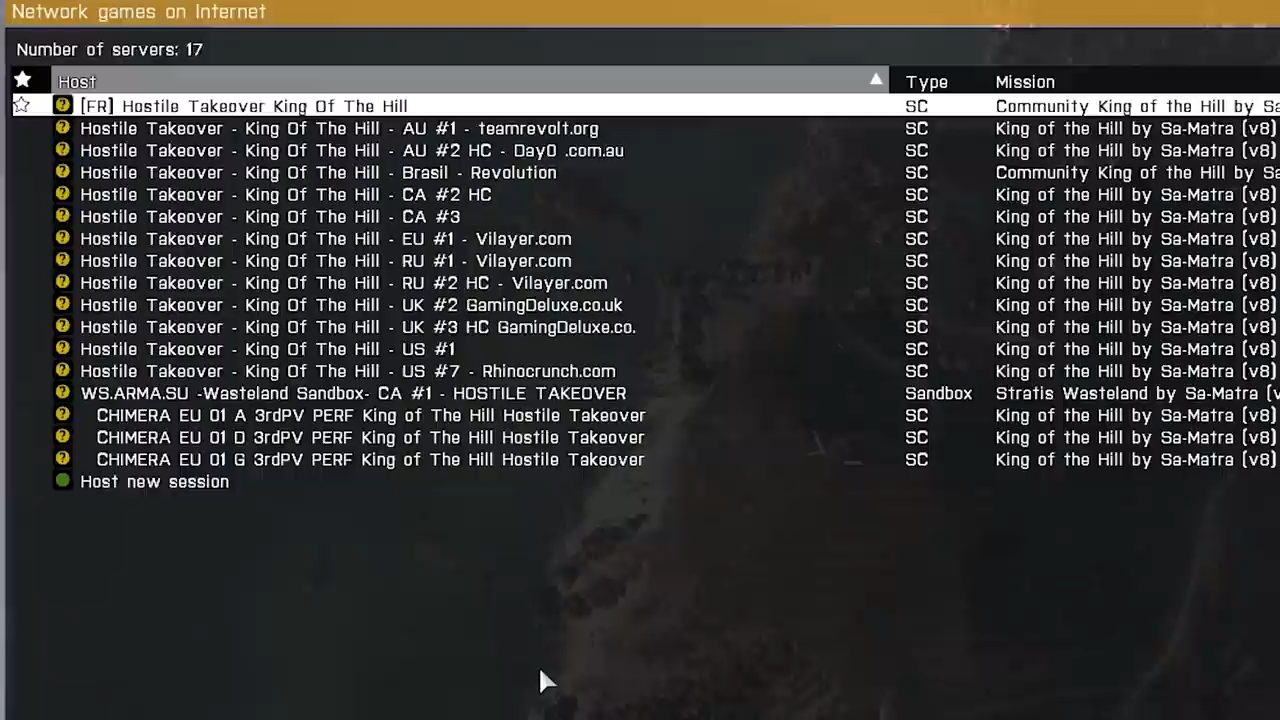 Network games on Internet
Number of servers: 17
Host Type Mission
[FR] Hostile Takeover King Of The Hill SC Community King of the Hill by Sa
Hostile Takeover - King Of The Hill - AU #1 - teamrevolt.org SC King of the Hill by Sa-Matra (v8)
Hostile Takeover - King Of The Hill - AU #2 HC - Day0 .com.au SC King of the Hill by Sa-Matra (v8)
Hostile Takeover - King Of The Hill - Brasil - Revolution SC Community King of the Hill by Sa
Hostile Takeover - King Of The Hill - CA #2 HC SC King of the Hill by Sa-Matra (v8)
Hostile Takeover - King Of The Hill - CA #3 SC King of the Hill by Sa-Matra (v8)
Hostile Takeover - King Of The Hill - EU #1 - Vilayer.com SC King of the Hill by Sa-Matra (v8)
Hostile Takeover - King Of The Hill - RU #1 - Vilayer.com SC King of the Hill by Sa-Matra (v8)
Hostile Takeover - King Of The Hill - RU #2 HC - Vilayer.com SC King of the Hill by Sa-Matra (v8)
Hostile Takeover - King Of The Hill - UK #2 GamingDeluxe.co.uk SC King of the Hill by Sa-Matra (v8)
Hostile Takeover - King Of The Hill - UK #3 HC GamingDeluxe.co. SC King of the Hill by Sa-Matra (v8)
Hostile Takeover - King Of The Hill - US #1 SC King of the Hill by Sa-Matra (v8)
Hostile Takeover - King Of The Hill - US #7 - Rhinocrunch.com SC King of the Hill by Sa-Matra (v8)
WS.ARMA.SU -Wasteland Sandbox- CA #1 - HOSTILE TAKEOVER Sandbox Stratis Wasteland by Sa-Matra (v
CHIMERA EU 01 A 3rdPV PERF King of The Hill Hostile Takeover SC King of the Hill by Sa-Matra (v8)
CHIMERA EU 01 D 3rdPV PERF King of The Hill Hostile Takeover SC King of the Hill by Sa-Matra (v8)
CHIMERA EU 01 G 3rdPV PERF King of The Hill Hostile Takeover SC King of the Hill by Sa-Matra (v8)
Host new session